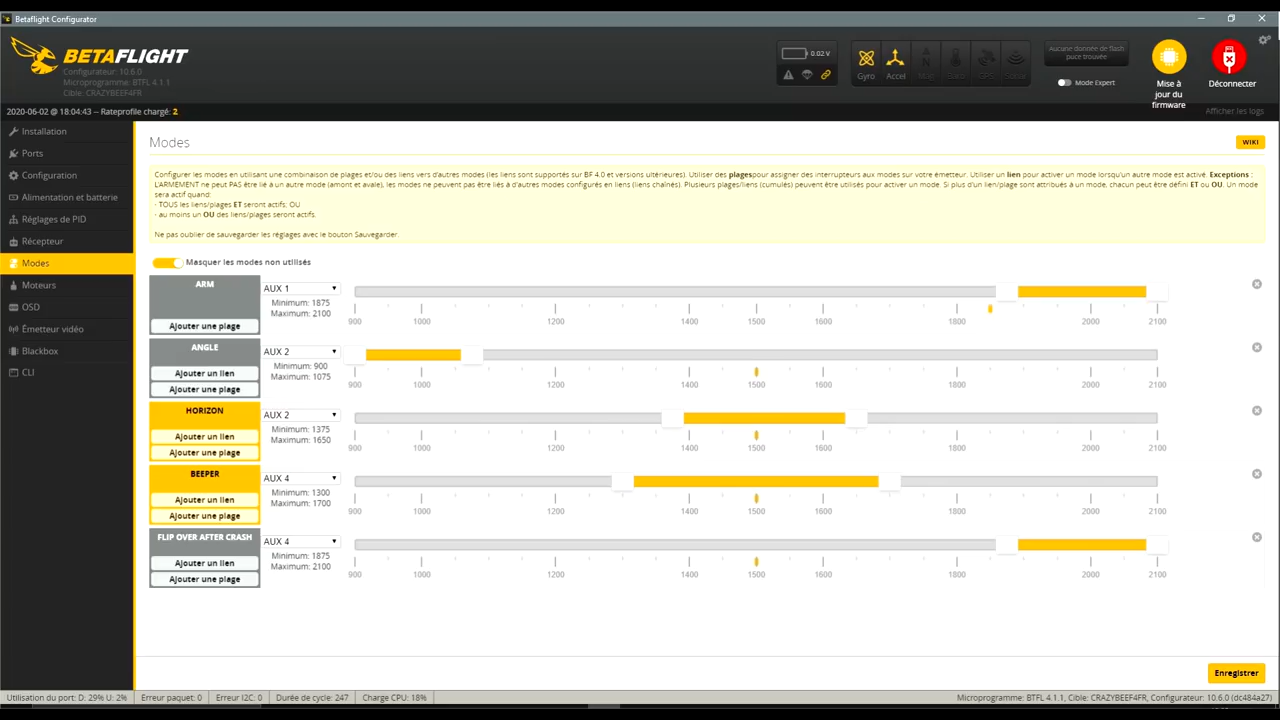 Betaflight Configurator
BETAFLIGHT
Configurateur: 10.6.0
Microprogramme: BTFL 4.1.1
Cible: CRAZYBEEF4FR
0.02 V
Gyro
Accel
Aucune donnée de flash
puce trouvée
Mode Expert
Mise à
jour du
firmware
Déconnecter
2020-06-02 @ 18:04:43 -- Rateprofile chargé: 2
Afficher les logs
Installation
Ports
Configuration
Alimentation et batterie
Réglages de PID
Récepteur
Modes
Moteurs
OSD
Émetteur vidéo
Blackbox
CLI
Modes
WIKI
Configurer les modes en utilisant une combinaison de plages et/ou des liens vers d'autres modes (les liens sont supportés sur BF 4.0 et versions ultérieures). Utiliser des plagespour assigner des interrupteurs aux modes sur votre émetteur. Utiliser un lien pour activer un mode lorsqu'un autre mode est activé. Exceptions :
L'ARMEMENT ne peut PAS être lié à un autre mode (amont et avale), les modes ne peuvent pas être liés à d'autres modes configurés en liens (liens chaînés). Plusieurs plages/liens (cumulés) peuvent être utilisés pour activer un mode. Si plus d'un lien/plage sont attribués à un mode, chacun peut être défini ET ou OU. Un mode
sera actif quand:
- TOUS les liens/plages ET seront actifs; OU
- au moins un OU des liens/plages seront actifs.
Ne pas oublier de sauvegarder les réglages avec le bouton Sauvegarder.
Masquer les modes non utilisés
ARM
Ajouter une plage
AUX 1
Minimum: 1875
Maximum: 2100
900 1000 1200 1400 1500 1600 1800 2000 2100
ANGLE
Ajouter un lien
Ajouter une plage
AUX 2
Minimum: 900
Maximum: 1075
900 1000 1200 1400 1500 1600 1800 2000 2100
HORIZON
Ajouter un lien
Ajouter une plage
AUX 2
Minimum: 1375
Maximum: 1650
900 1000 1200 1400 1500 1600 1800 2000 2100
BEEPER
Ajouter un lien
Ajouter une plage
AUX 4
Minimum: 1300
Maximum: 1700
900 1000 1200 1400 1500 1600 1800 2000 2100
FLIP OVER AFTER CRASH
Ajouter un lien
Ajouter une plage
AUX 4
Minimum: 1875
Maximum: 2100
900 1000 1200 1400 1500 1600 1800 2000 2100
Enregistrer
Utilisation du port: D: 29% U: 2% Erreur paquet: 0 Erreur I2C: 0 Durée de cycle: 247 Charge CPU: 18% Microprogramme: BTFL 4.1.1, Cible: CRAZYBEEF4FR, Configurateur: 10.6.0 (dc484a27)